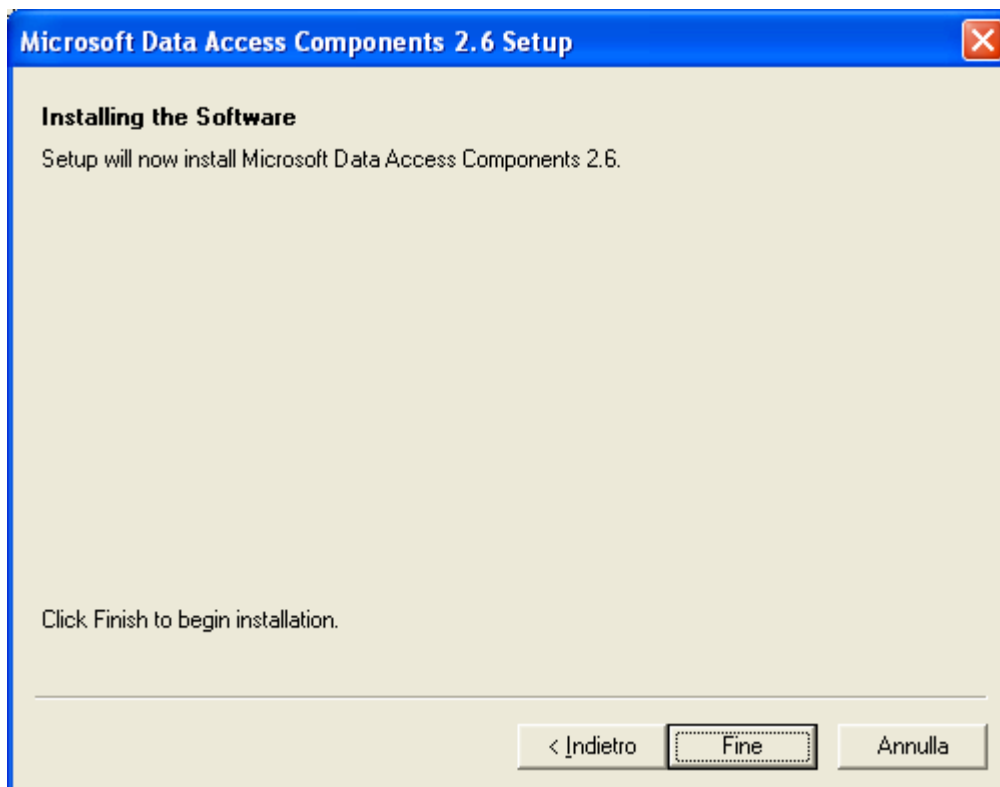 Microsoft Data Access Components 2.6 Setup
Installing the Software
Setup will now install Microsoft Data Access Components 2.6.
Click Finish to begin installation.
< Indietro
Fine
Annulla